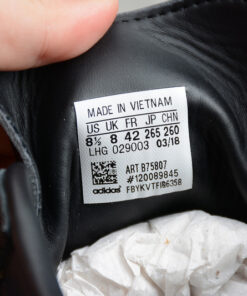 MADE IN VIETNAM
US UK FR JP CHN
8½ 8 42 265 260
LHG 029003 03/18
ART B75807
#120089845
adidas FBYKVTFIB6358